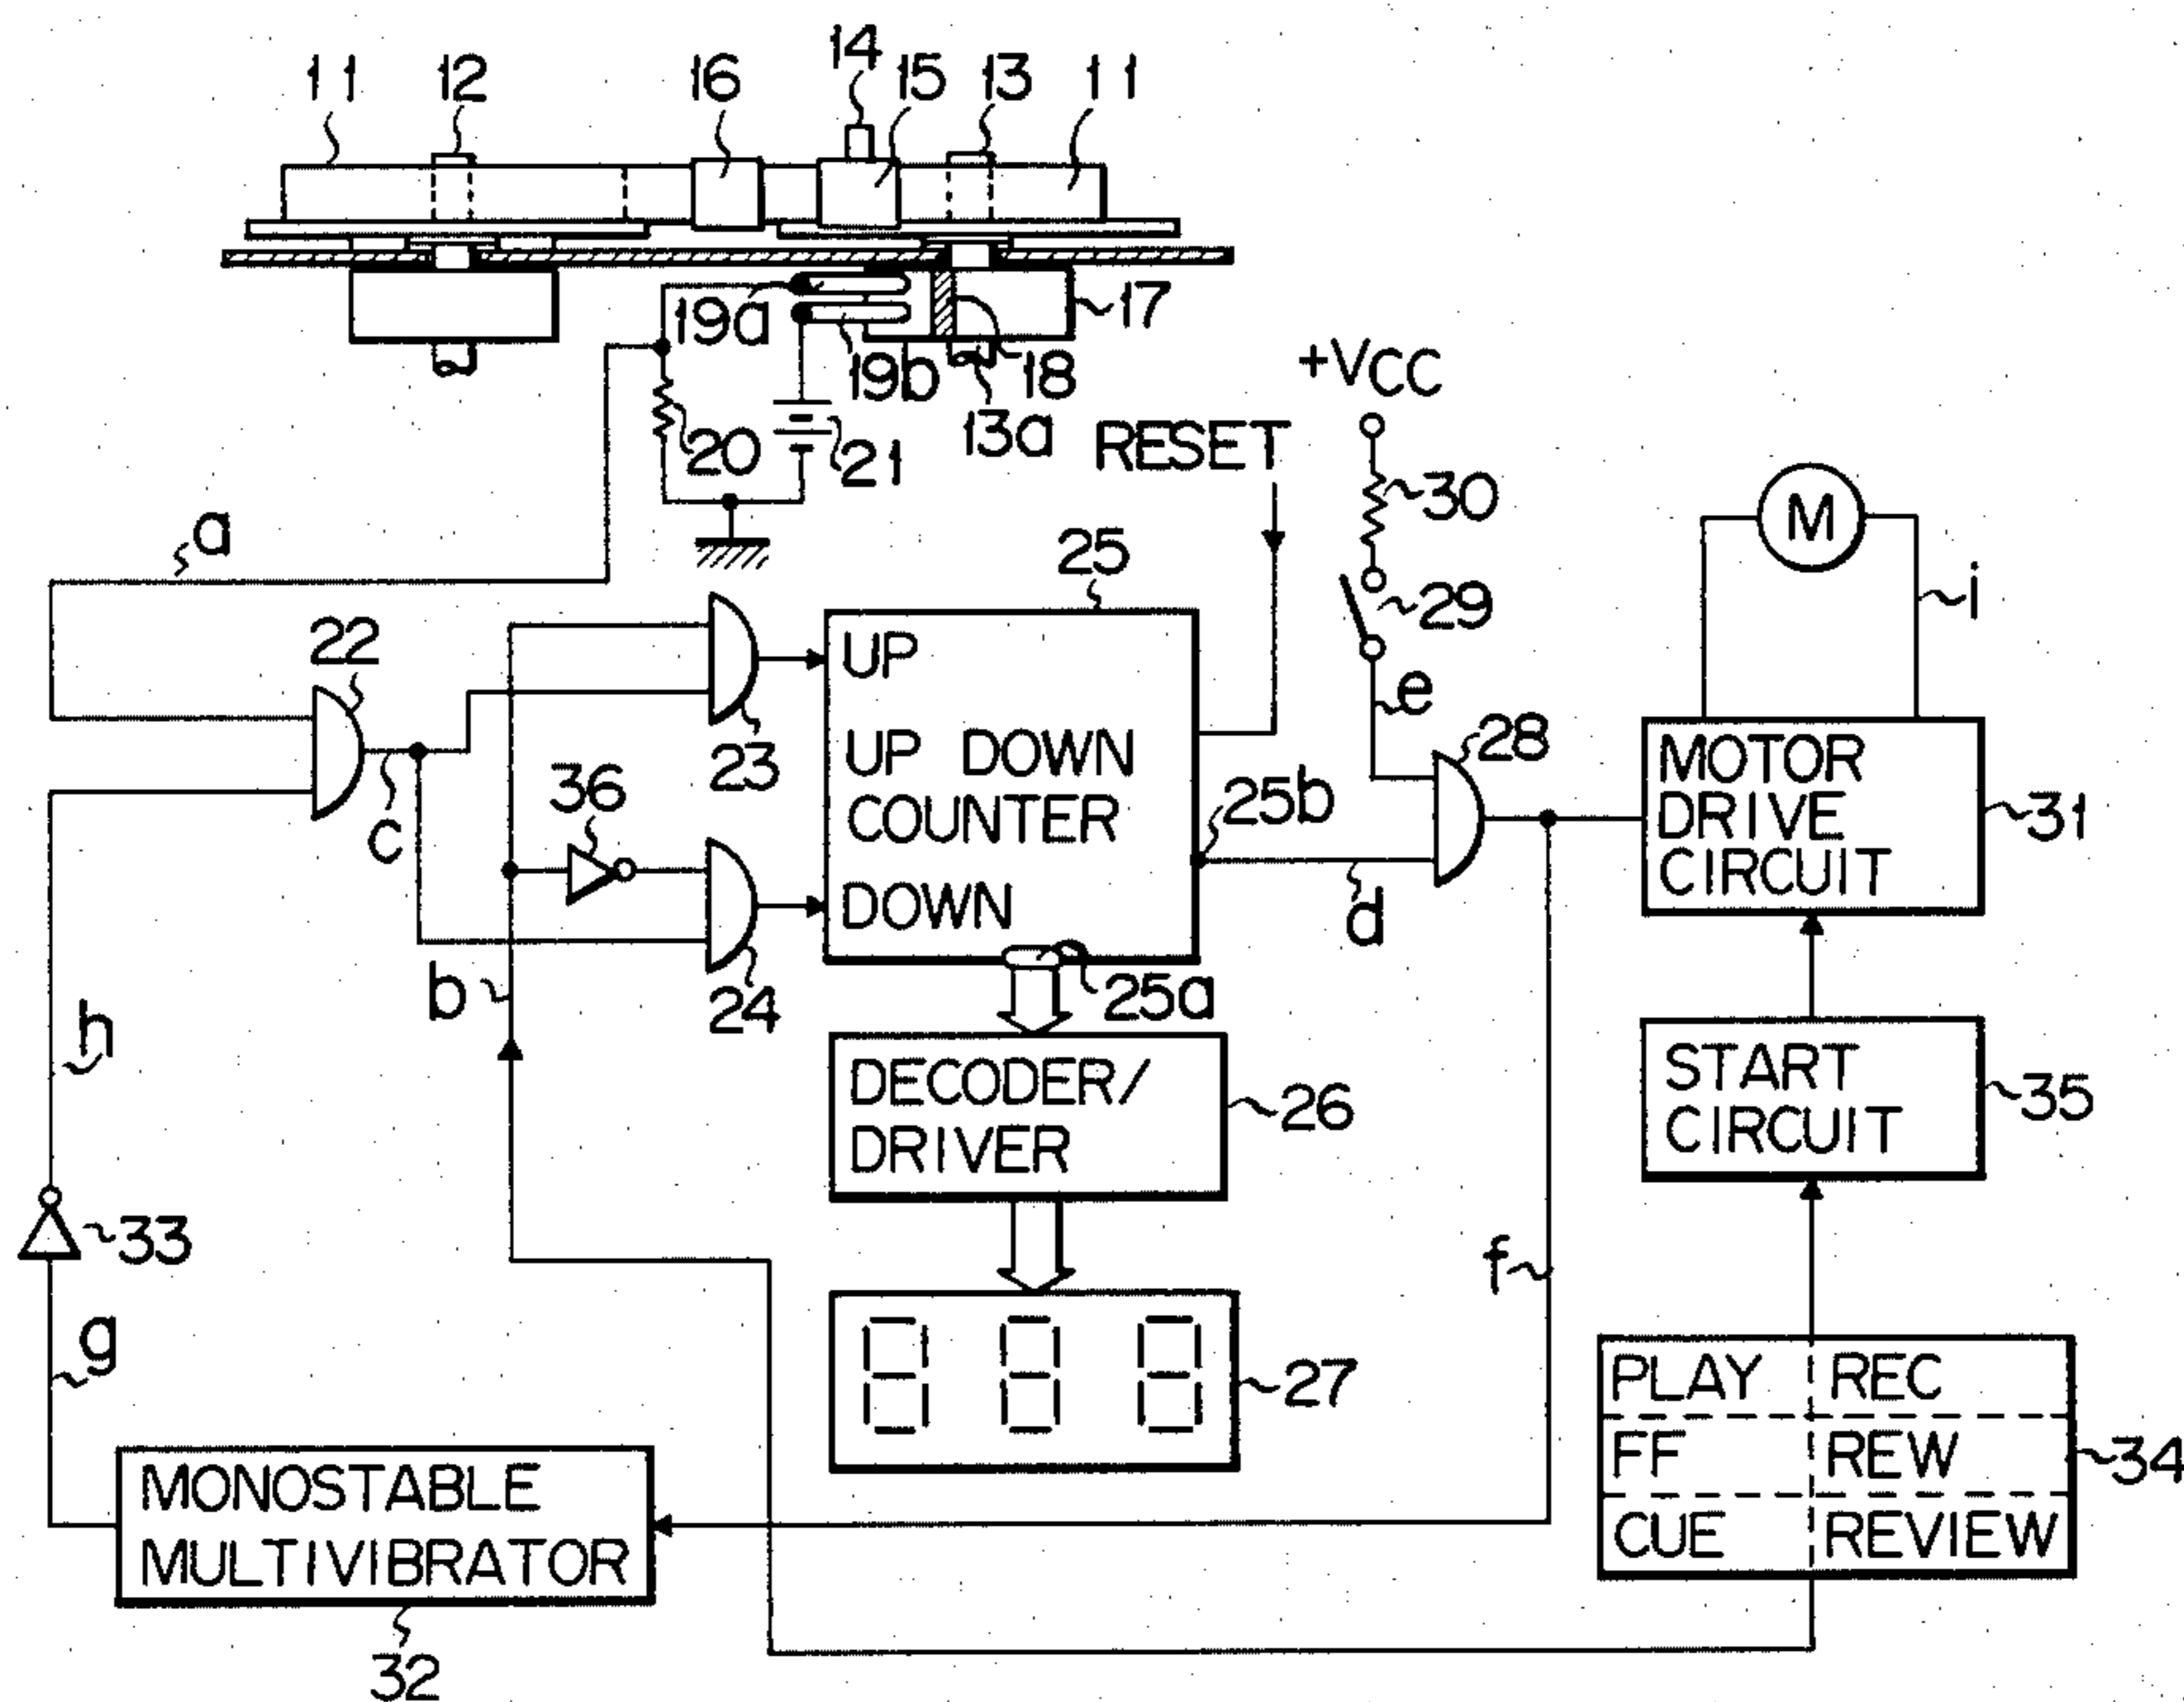 11 12 16 14 15 13 11
19a 17
19b 18
20 21 13a RESET +VCC
30
M
a 25 29 i
22 UP e
23 UP DOWN 28 MOTOR
36 COUNTER 25b DRIVE 31
c DOWN d CIRCUIT
b 24 25a
h DECODER/ START
DRIVER 26 CIRCUIT 35
33 f
g 27 PLAY REC
MONOSTABLE FF REW 34
MULTIVIBRATOR CUE REVIEW
32